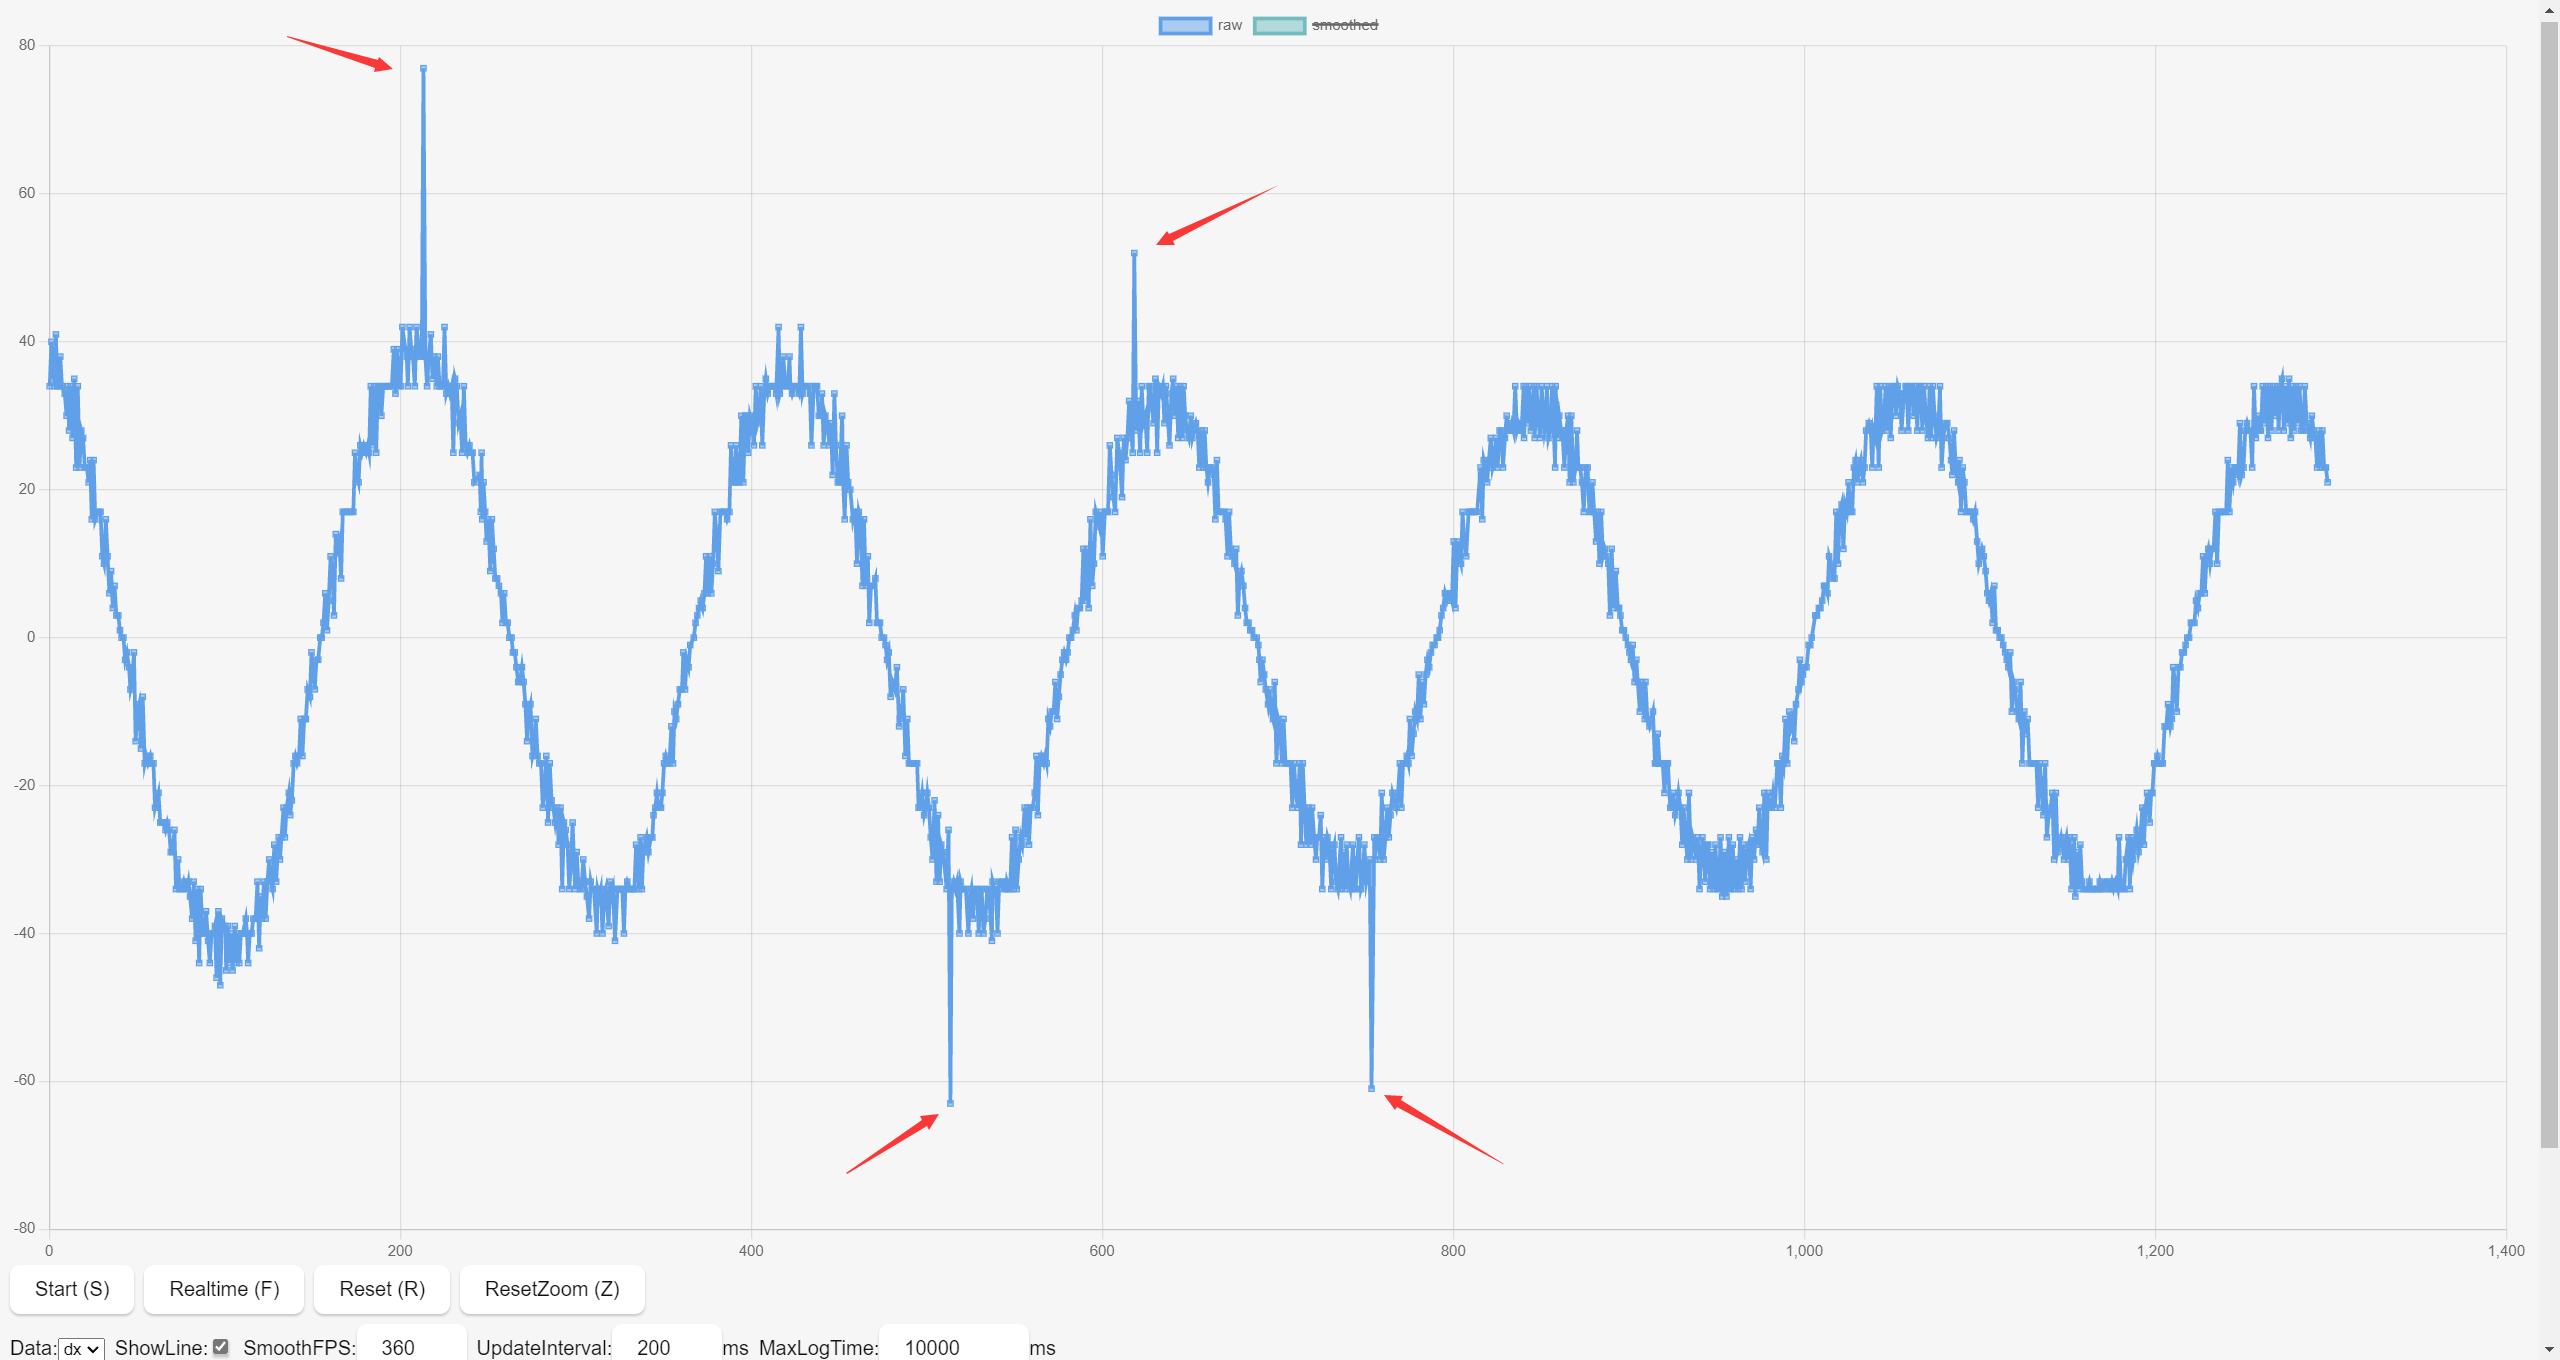 raw smoothed
80
60
40
20
0
-20
-40
-60
-80
0 200 400 600 800 1,000 1,200 1,400
Start (S) Realtime (F) Reset (R) ResetZoom (Z)
Data: dx ShowLine: SmoothFPS: 360 UpdateInterval: 200 ms MaxLogTime: 10000 ms